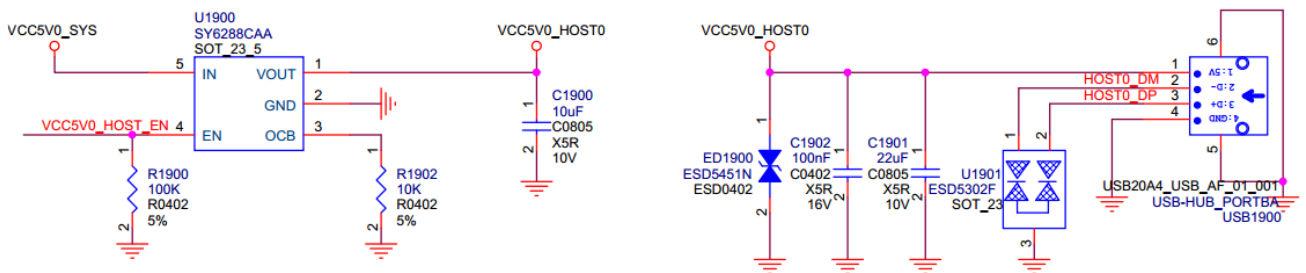 VCC5V0_SYS
U1900
SY6288CAA
SOT_23_5
5
IN
VOUT
1
GND
2
VCC5V0_HOST_EN
4
EN
OCB
3
1
R1900
100K
R0402
5%
2
1
R1902
10K
R0402
5%
2
VCC5V0_HOST0
1
C1900
10uF
C0805
X5R
10V
2
VCC5V0_HOST0
1
ED1900
ESD5451N
ESD0402
2
1
C1902
100nF
C0402
X5R
16V
2
1
C1901
22uF
C0805
X5R
10V
2
1
2
U1901
ESD5302F
SOT_23
3
HOST0_DM
HOST0_DP
6
1
2
3
4
1:5V
2:D-
3:D+
4:GND
5
USB20A4_USB_AF_01_001
USB-HUB_PORTBA
USB1900